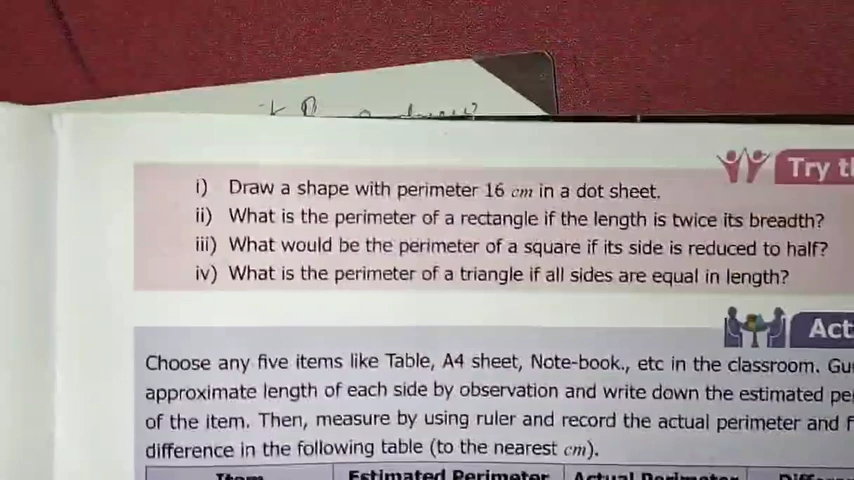 Try
i) Draw a shape with perimeter 16 cm in a dot sheet.
ii) What is the perimeter of a rectangle if the length is twice its breadth?
iii) What would be the perimeter of a square if its side is reduced to half?
iv) What is the perimeter of a triangle if all sides are equal in length?
Act
Choose any five items like Table, A4 sheet, Note-book., etc in the classroom.
approximate length of each side by observation and write down the estimated
of the item. Then, measure by using ruler and record the actual perimeter and
difference in the following table (to the nearest cm).
Item Estimated Perimeter Actual Perimeter